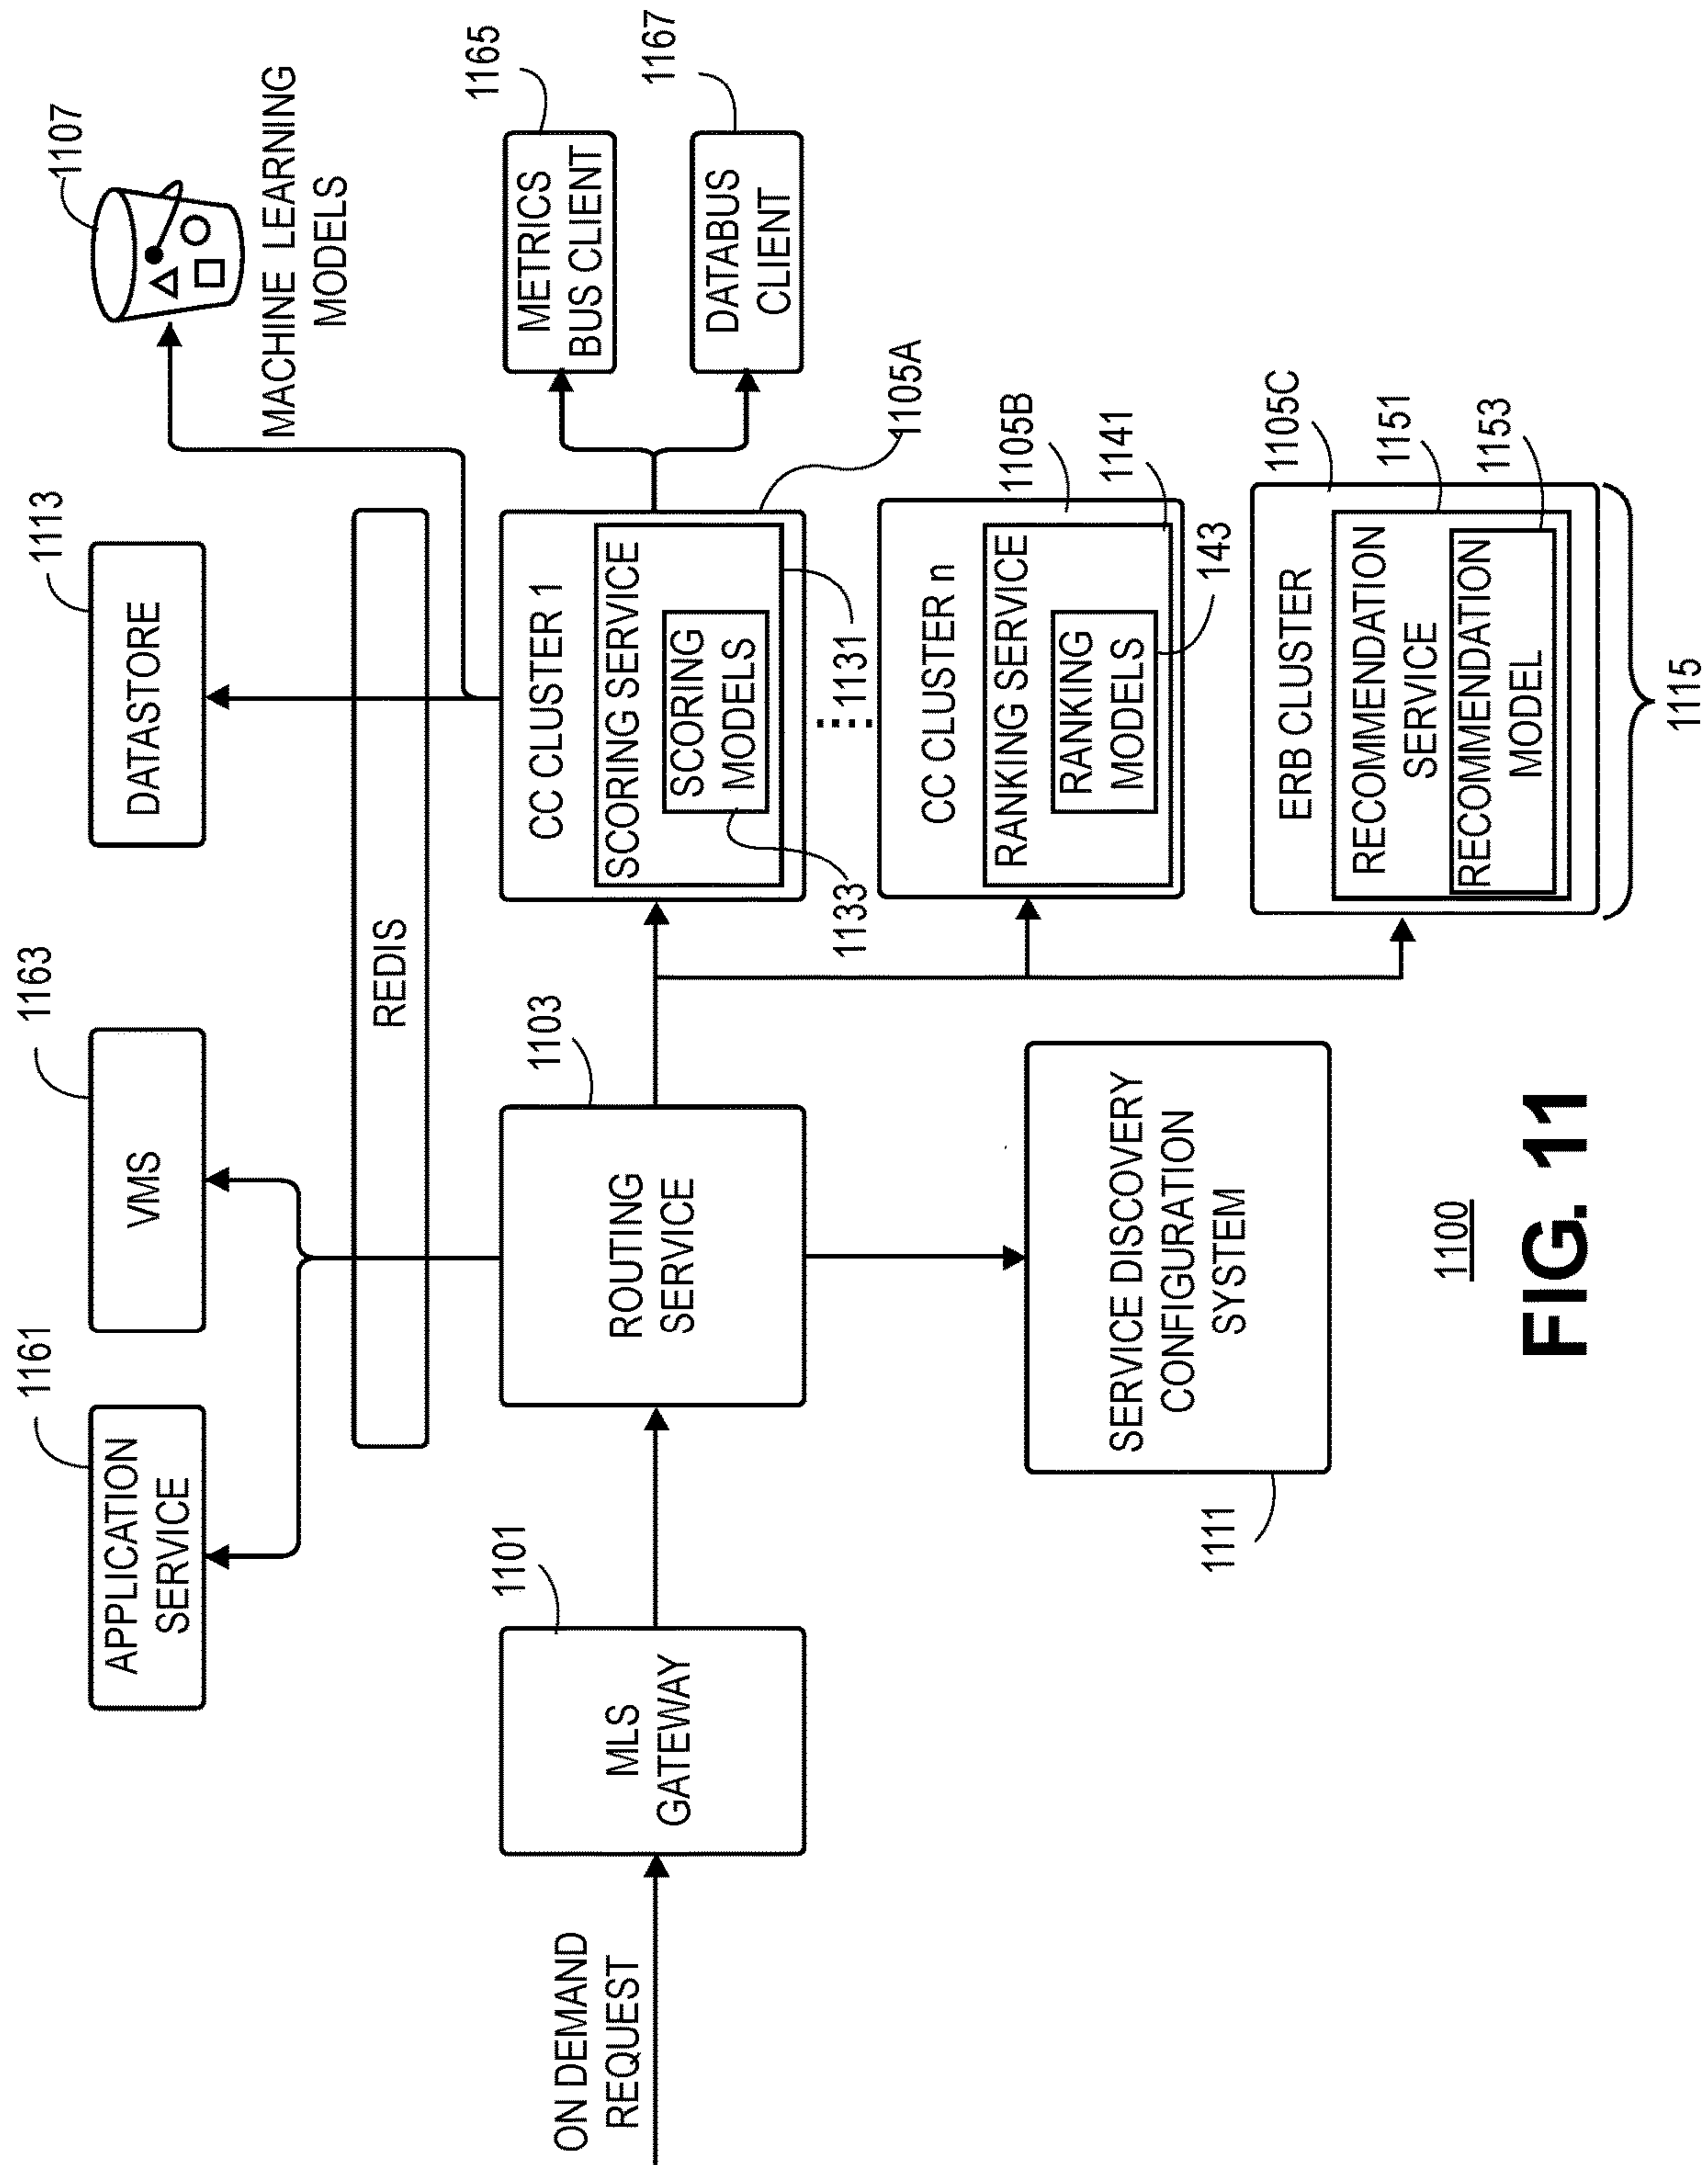 1161
1163
1113
1107
APPLICATION
SERVICE
VMS
DATASTORE
MACHINE LEARNING
MODELS
REDIS
1101
1103
1165
ON DEMAND
REQUEST
MLS
GATEWAY
ROUTING
SERVICE
CC CLUSTER 1
SCORING SERVICE
SCORING
MODELS
METRICS
BUS CLIENT
1167
DATABUS
CLIENT
1133
1131
1105A
1111
SERVICE DISCOVERY
CONFIGURATION
SYSTEM
CC CLUSTER n
RANKING SERVICE
RANKING
MODELS
1105B
1141
143
ERB CLUSTER
RECOMMENDATION
SERVICE
RECOMMENDATION
MODEL
1105C
1151
1153
1115
1100
FIG. 11